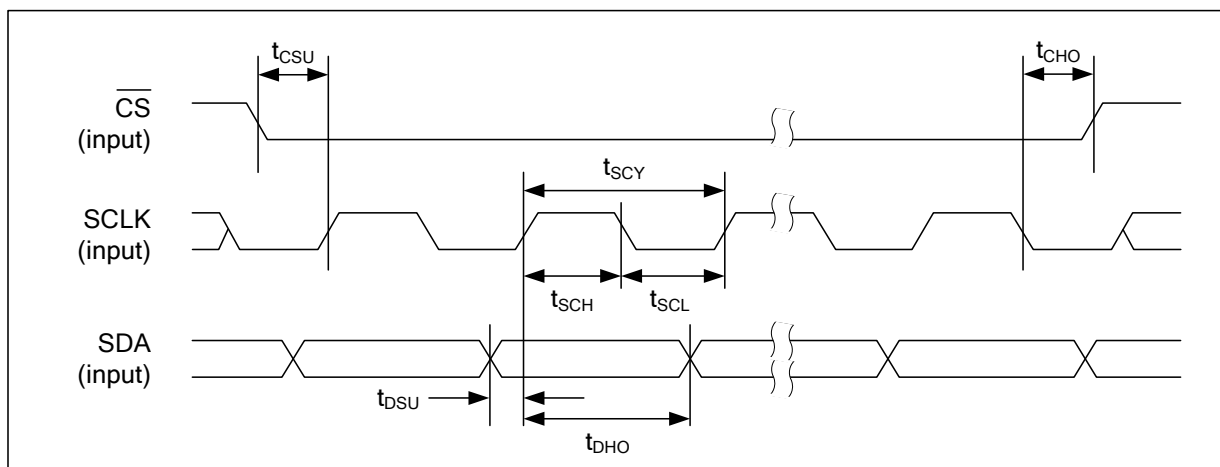 tCSU
tCHO
CS
(input)
tSCY
SCLK
(input)
tSCH
tSCL
SDA
(input)
tDSU
tDHO